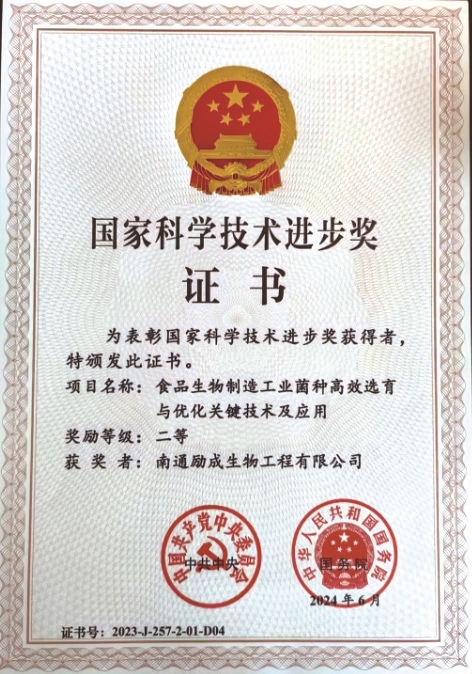 国家科学技术进步奖
证书
为表彰国家科学技术进步奖获得者，
特颁发此证书。
项目名称：食品生物制造工业菌种高效选育
与优化关键技术及应用
奖励等级：二等
获奖者：南通励成生物工程有限公司
中国共产党中央委员会
中共中央
中华人民共和国国务院
国务院
2024年6月
证书号：2023-J-257-2-01-D04